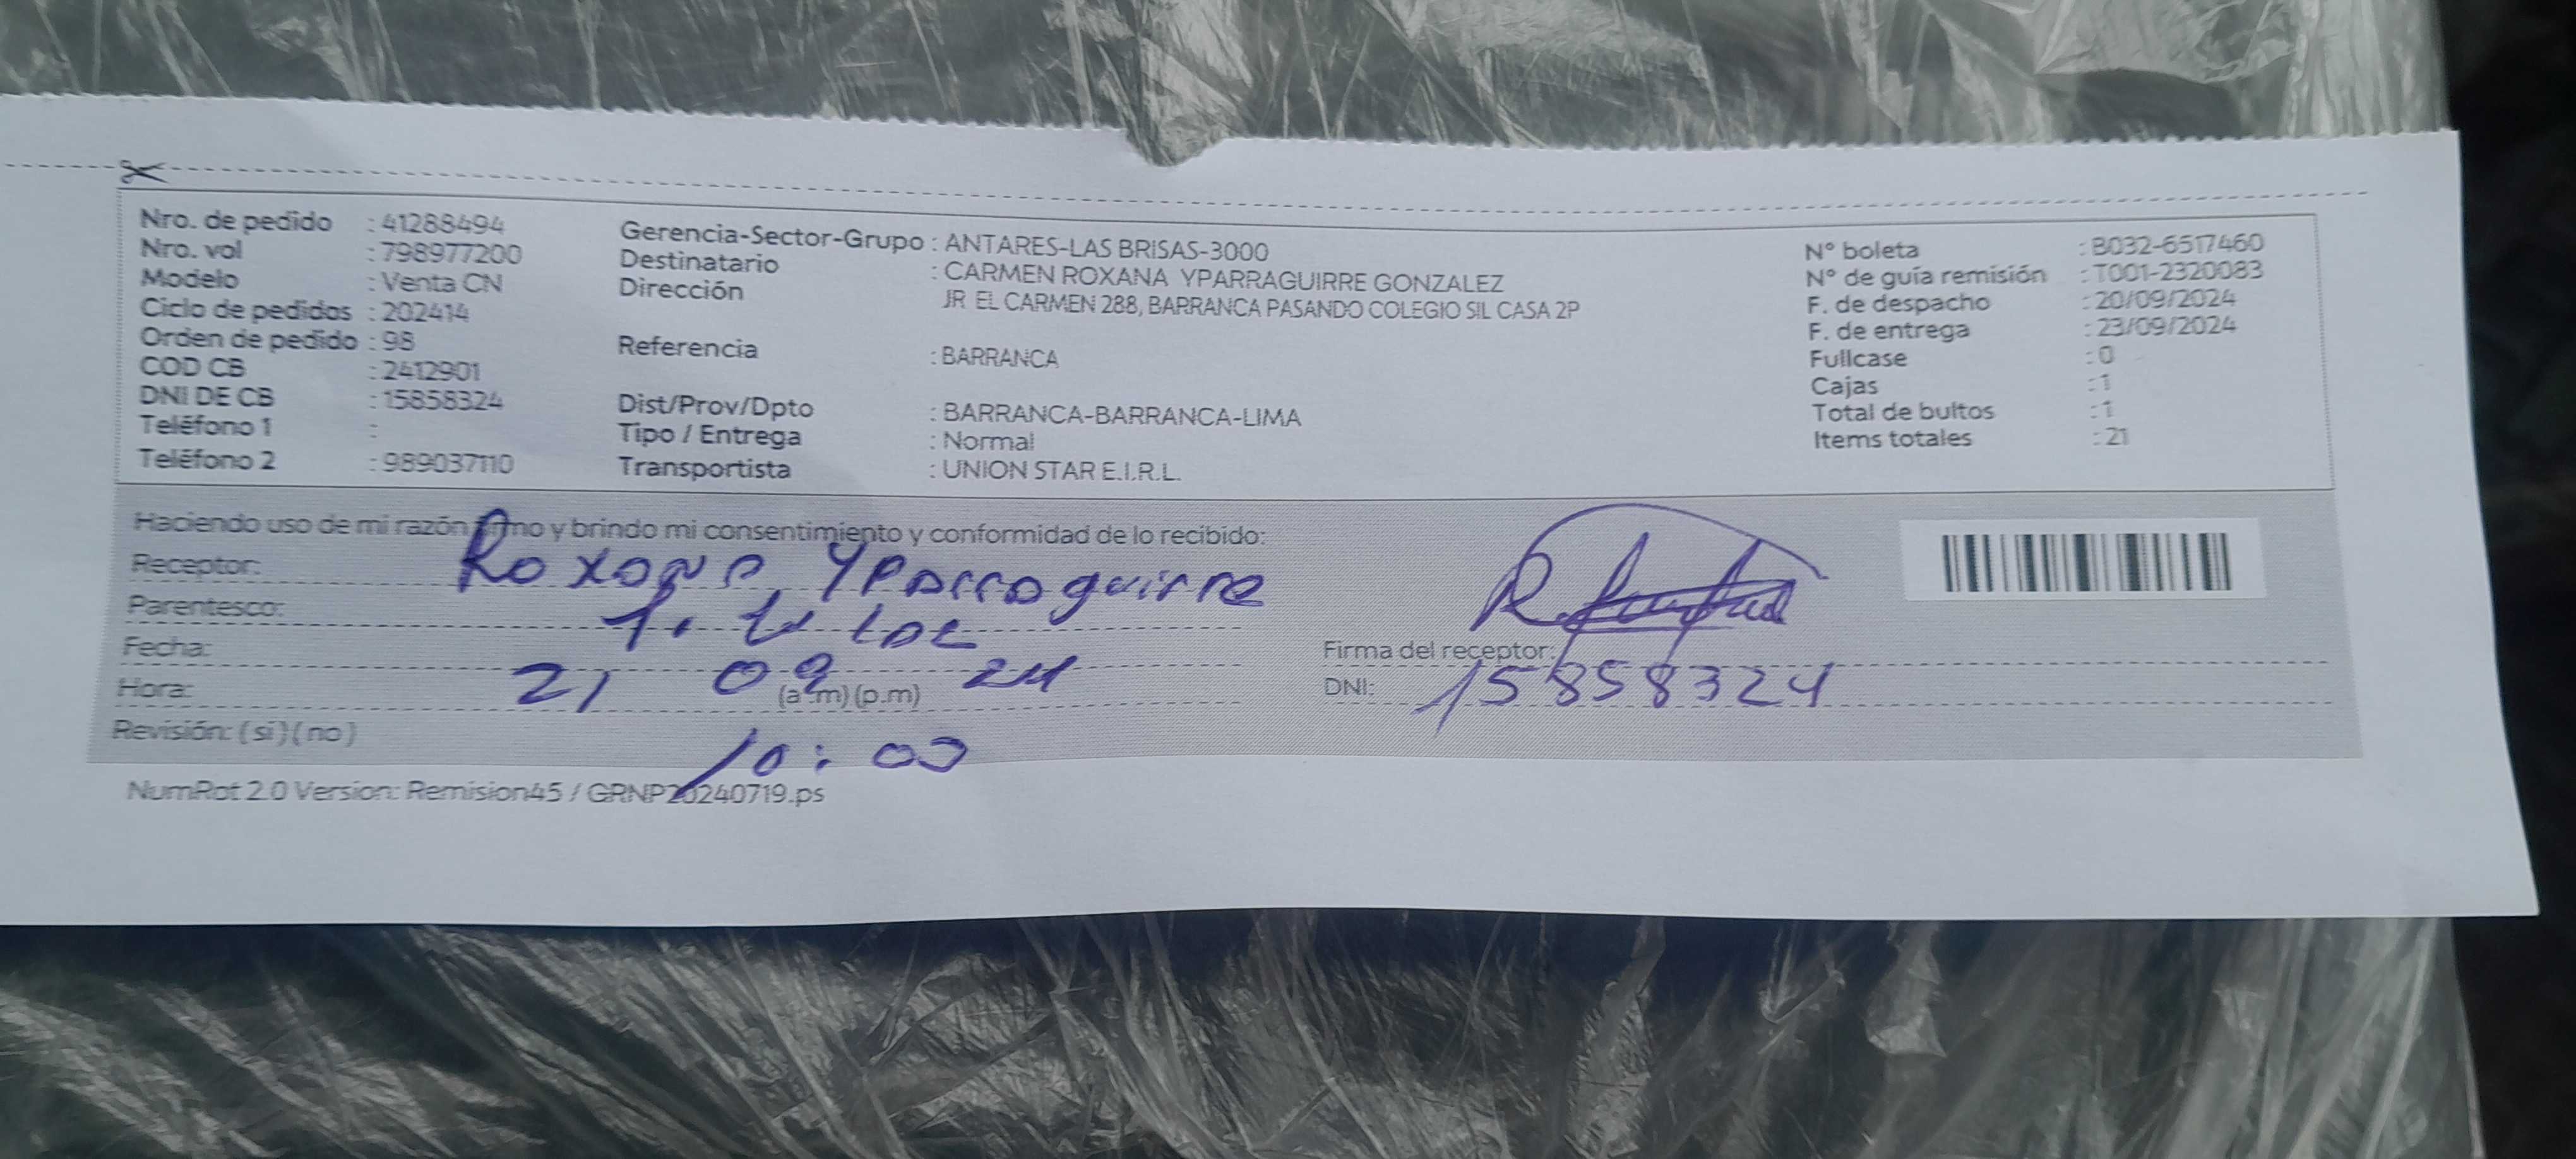 Nro. de pedido : 41288494
Nro. vol : 798977200
Modelo : Venta CN
Ciclo de pedidos : 202414
Orden de pedido : 98
COD CB : 2412901
DNI DE CB : 15858324
Teléfono 1 :
Teléfono 2 : 989037110
Gerencia-Sector-Grupo : ANTARES-LAS BRISAS-3000
Destinatario : CARMEN ROXANA YPARRAGUIRRE GONZALEZ
Dirección JR EL CARMEN 288, BARRANCA PASANDO COLEGIO SIL CASA 2P
Referencia : BARRANCA
Dist/Prov/Dpto : BARRANCA-BARRANCA-LIMA
Tipo / Entrega : Normal
Transportista : UNION STAR E.I.R.L.
N° boleta : B032-6517460
N° de guía remisión : T001-2320083
F. de despacho : 20/09/2024
F. de entrega : 23/09/2024
Fullcase : 0
Cajas : 1
Total de bultos : 1
Items totales : 21
Haciendo uso de mi razón firmo y brindo mi consentimiento y conformidad de lo recibido:
Receptor: Roxana Yparraguirre
Parentesco:
Fecha: 21 09 24
Hora: (a.m) (p.m) 10:00
Revisión: (si) (no)
Firma del receptor:
DNI: 15858324
NumRot 2.0 Version: Remision45 / GRNP20240719.ps